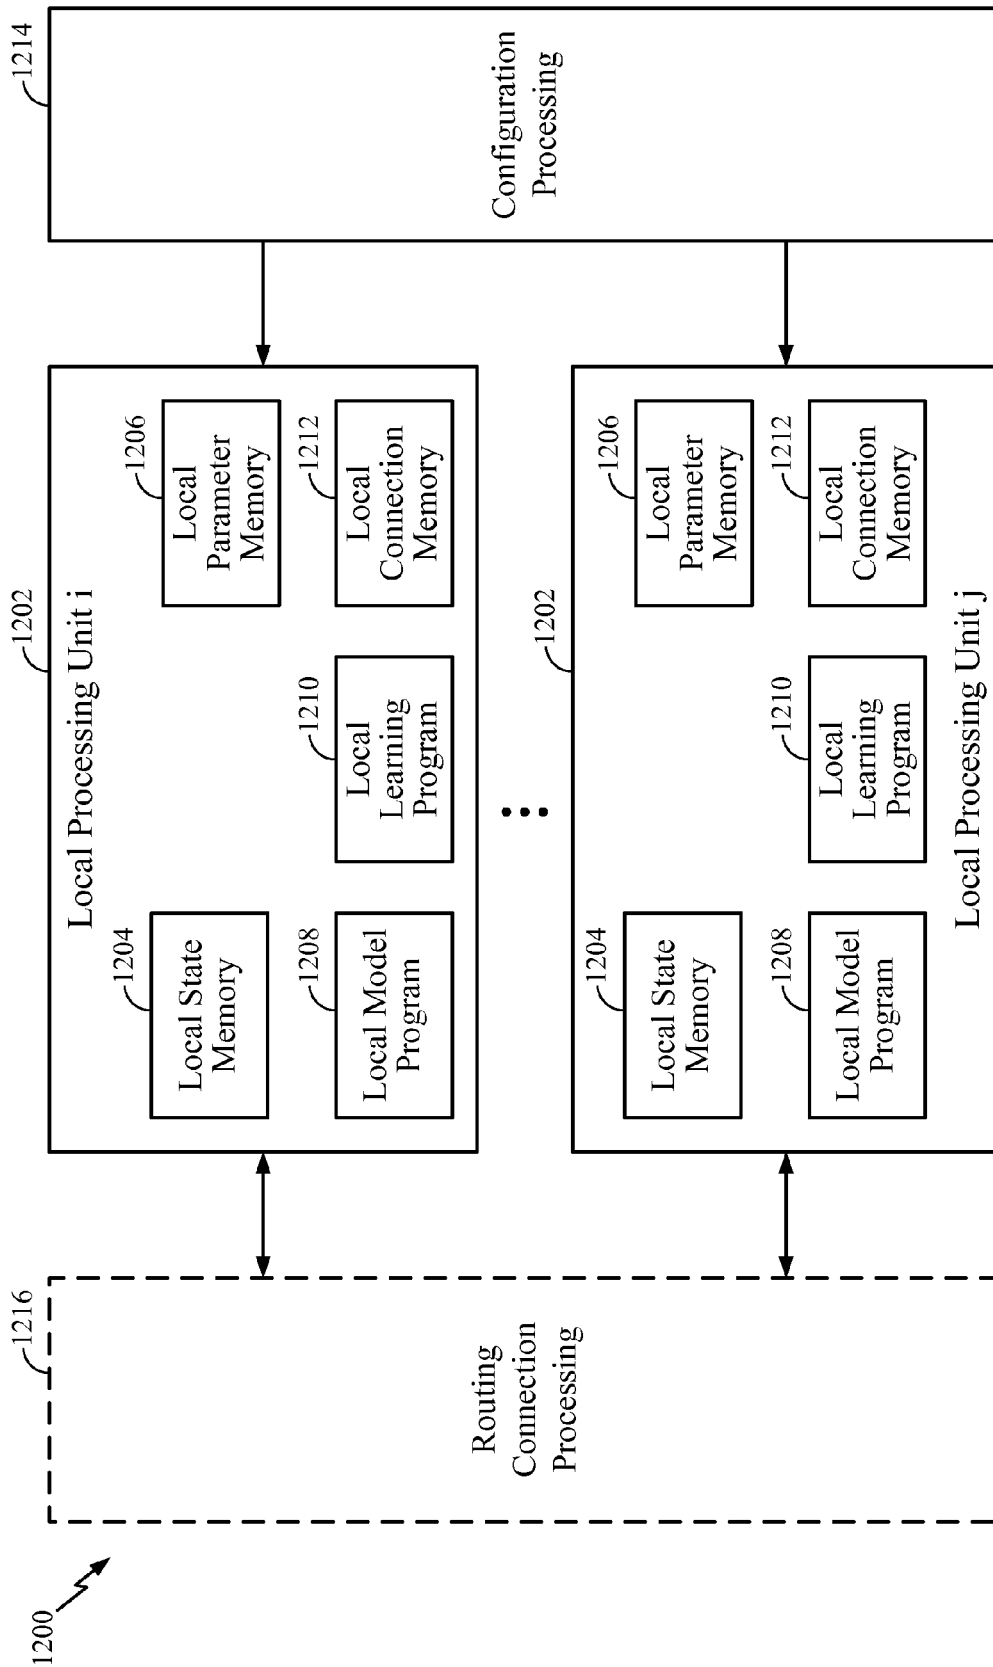 1200
1216
Routing
Connection
Processing
1202
Local Processing Unit i
1204
Local State
Memory
1206
Local
Parameter
Memory
1208
Local Model
Program
1210
Local
Learning
Program
1212
Local
Connection
Memory
1202
1204
Local State
Memory
1206
Local
Parameter
Memory
1208
Local Model
Program
1210
Local
Learning
Program
1212
Local
Connection
Memory
Local Processing Unit j
1214
Configuration
Processing